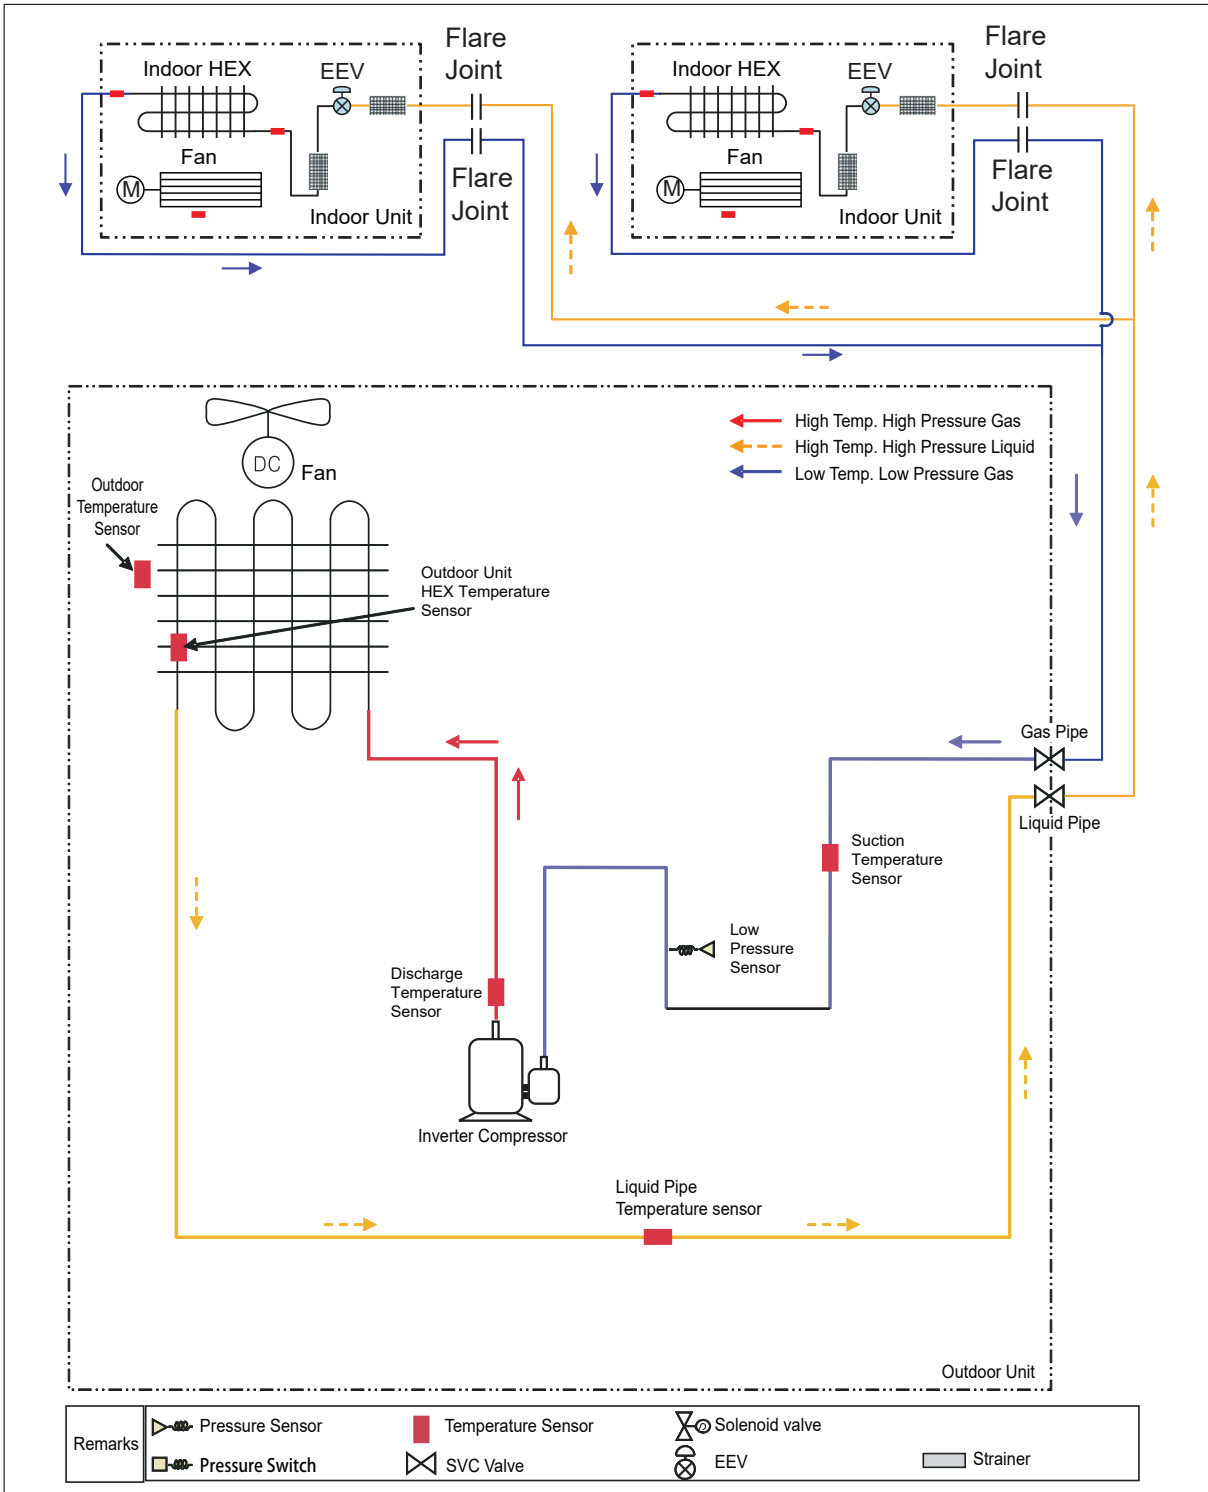 Indoor HEX
EEV
Flare
Joint
Fan
M
Indoor Unit
Flare
Joint
Indoor HEX
EEV
Flare
Joint
Fan
M
Indoor Unit
Flare
Joint
DC
Fan
High Temp. High Pressure Gas
High Temp. High Pressure Liquid
Low Temp. Low Pressure Gas
Outdoor
Temperature
Sensor
Outdoor Unit
HEX Temperature
Sensor
Gas Pipe
Liquid Pipe
Suction
Temperature
Sensor
Low
Pressure
Sensor
Discharge
Temperature
Sensor
Inverter Compressor
Liquid Pipe
Temperature sensor
Outdoor Unit
Remarks
Pressure Sensor
Temperature Sensor
Solenoid valve
Pressure Switch
SVC Valve
EEV
Strainer